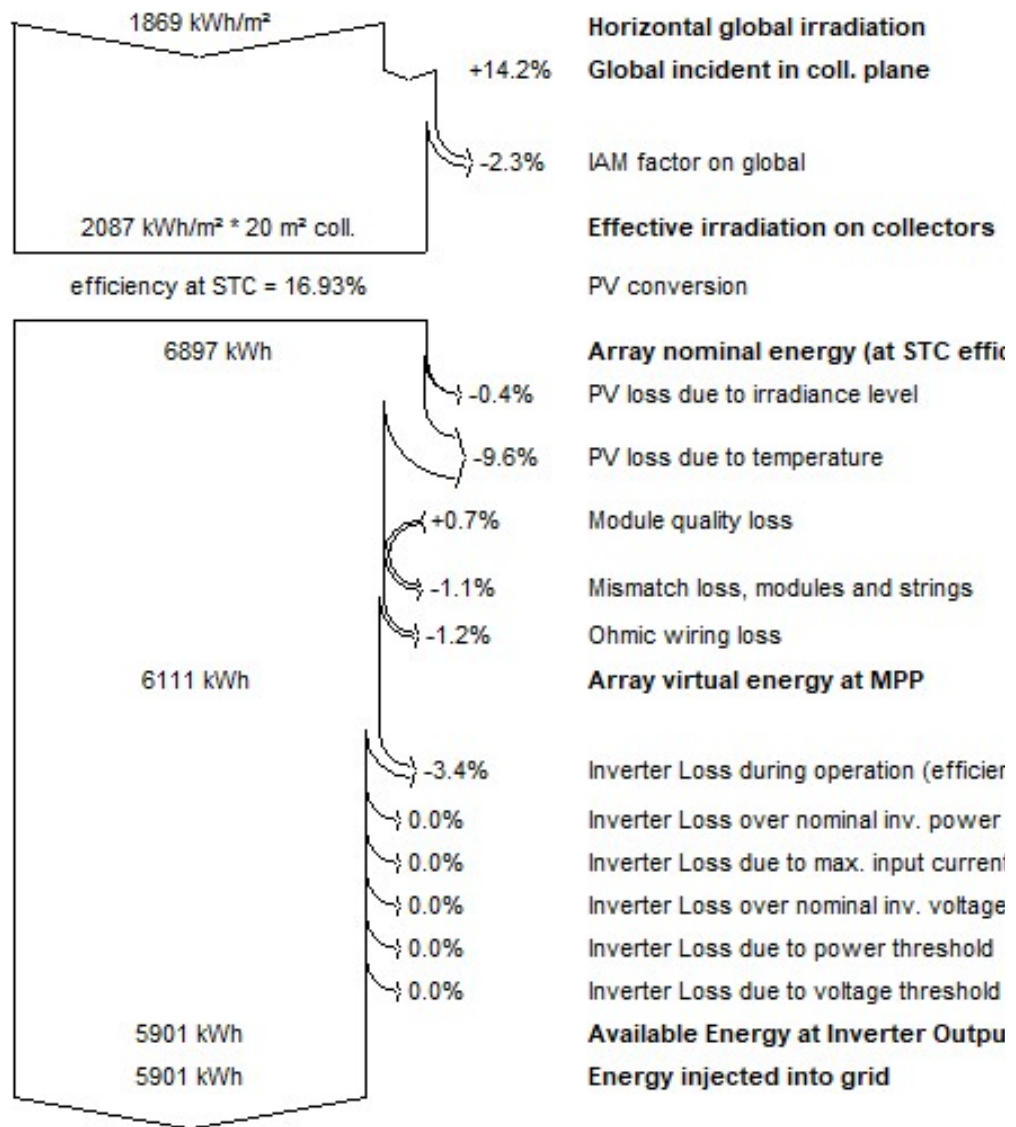 1869 kWh/m² Horizontal global irradiation
+14.2% Global incident in coll. plane
-2.3% IAM factor on global
2087 kWh/m² * 20 m² coll. Effective irradiation on collectors
efficiency at STC = 16.93% PV conversion
6897 kWh Array nominal energy (at STC effic
-0.4% PV loss due to irradiance level
-9.6% PV loss due to temperature
+0.7% Module quality loss
-1.1% Mismatch loss, modules and strings
-1.2% Ohmic wiring loss
6111 kWh Array virtual energy at MPP
-3.4% Inverter Loss during operation (efficien
0.0% Inverter Loss over nominal inv. power
0.0% Inverter Loss due to max. input current
0.0% Inverter Loss over nominal inv. voltage
0.0% Inverter Loss due to power threshold
0.0% Inverter Loss due to voltage threshold
5901 kWh Available Energy at Inverter Outpu
5901 kWh Energy injected into grid